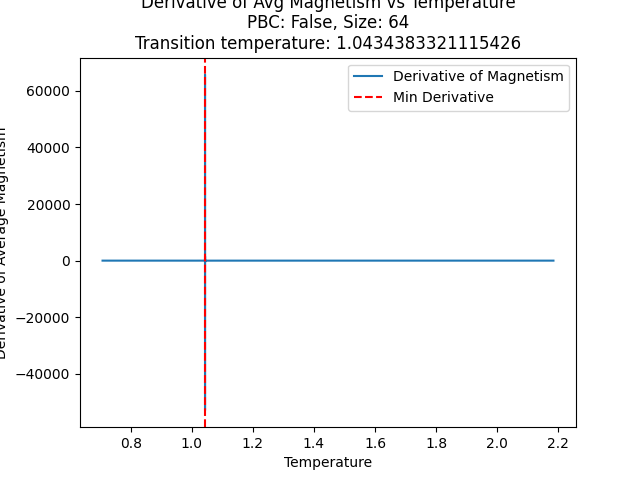 Derivative of Avg Magnetism vs Temperature
PBC: False, Size: 64
Transition temperature: 1.0434383321115426
Derivative of Magnetism
Min Derivative
Derivative of Average Magnetism
60000
40000
20000
0
−20000
−40000
0.8 1.0 1.2 1.4 1.6 1.8 2.0 2.2
Temperature